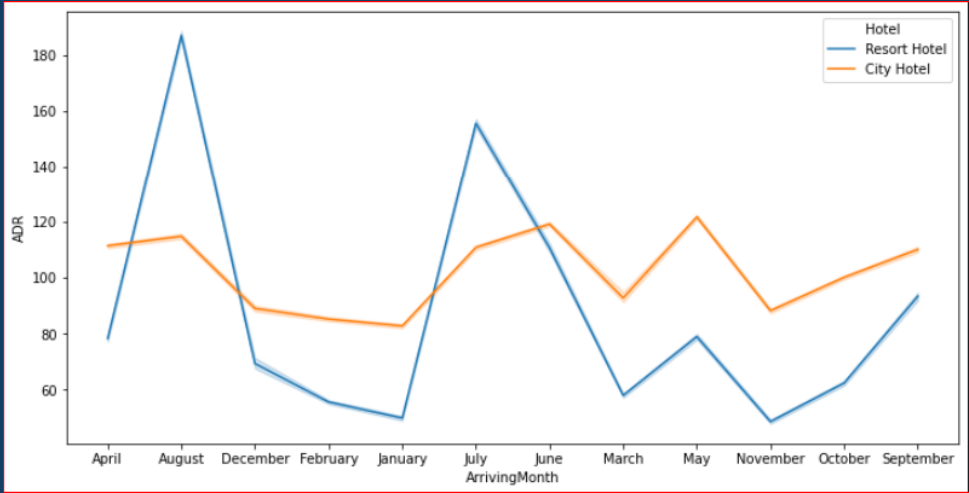 Hotel
Resort Hotel
City Hotel
180
160
140
120
100
80
60
ADR
April August December February January July June March May November October September
ArrivingMonth